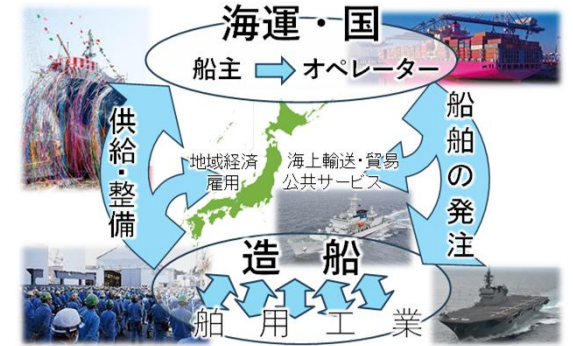 海運・国
船主 オペレーター
供給・整備
地域経済
雇用
海上輸送・貿易
公共サービス
船舶の発注
造船
舶用工業